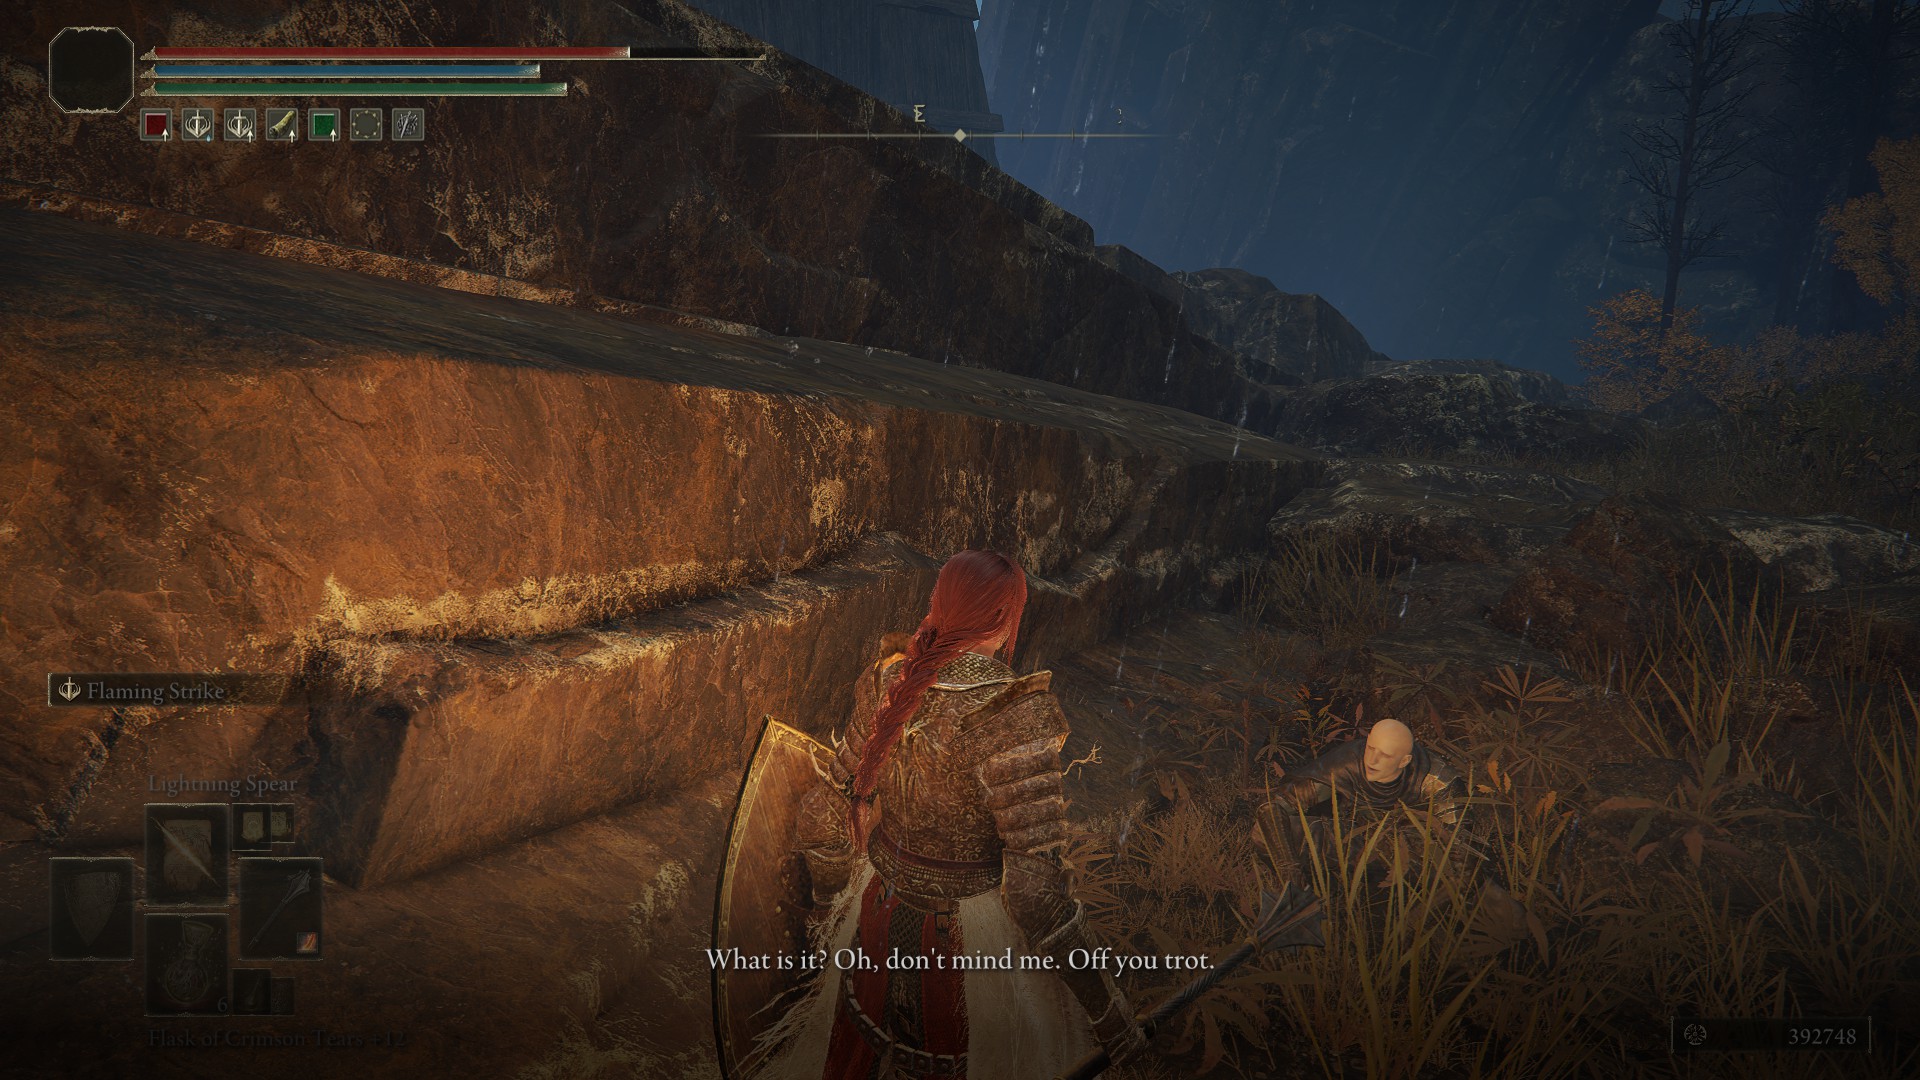 E
Flaming Strike
Lightning Spear
What is it? Oh, don't mind me. Off you trot.
6
Flask of Crimson Tears +12
392748